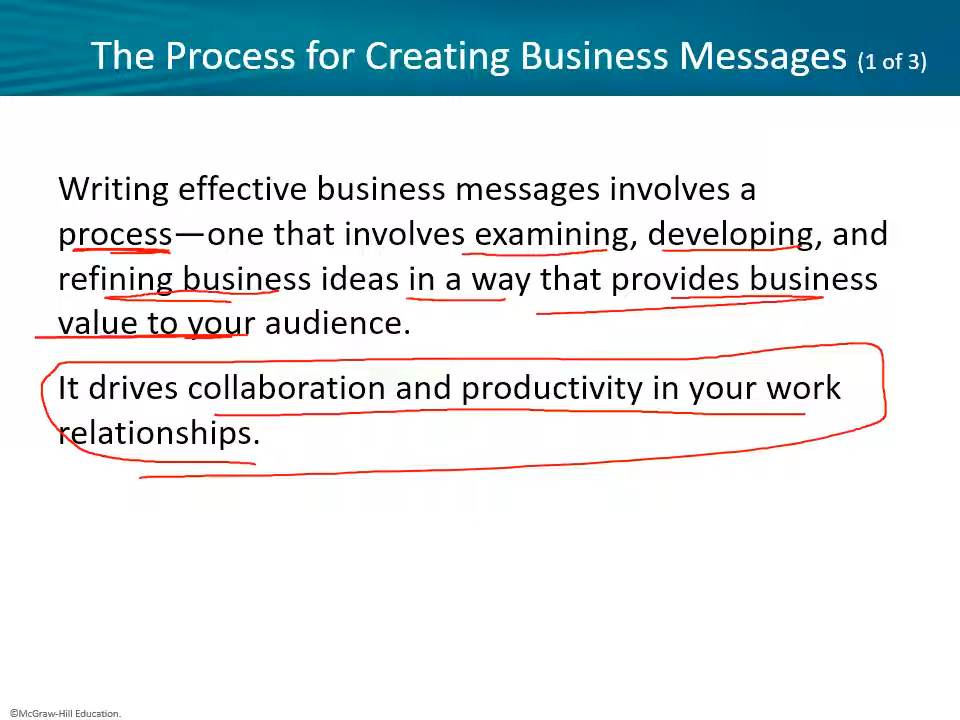 The Process for Creating Business Messages (1 of 3)
Writing effective business messages involves a
process—one that involves examining, developing, and
refining business ideas in a way that provides business
value to your audience.
It drives collaboration and productivity in your work
relationships.
©McGraw-Hill Education.